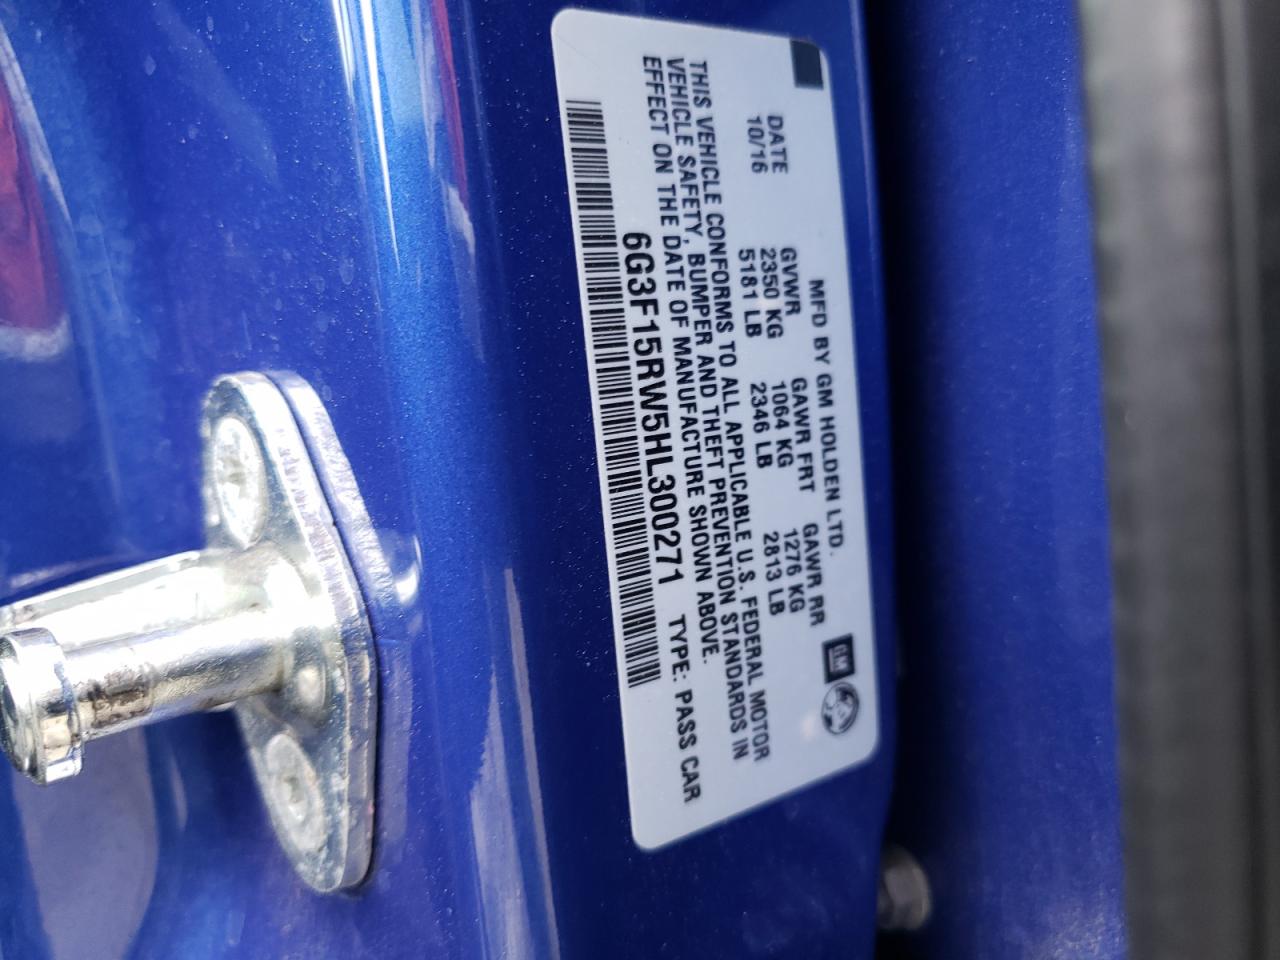 MFD BY GM HOLDEN LTD.
GM
DATE GVWR GAWR FRT GAWR RR
10/16 2350 KG 1064 KG 1276 KG
5181 LB 2346 LB 2813 LB
THIS VEHICLE CONFORMS TO ALL APPLICABLE U.S. FEDERAL MOTOR
VEHICLE SAFETY, BUMPER AND THEFT PREVENTION STANDARDS IN
EFFECT ON THE DATE OF MANUFACTURE SHOWN ABOVE.
6G3F15RW5HL300271 TYPE: PASS CAR